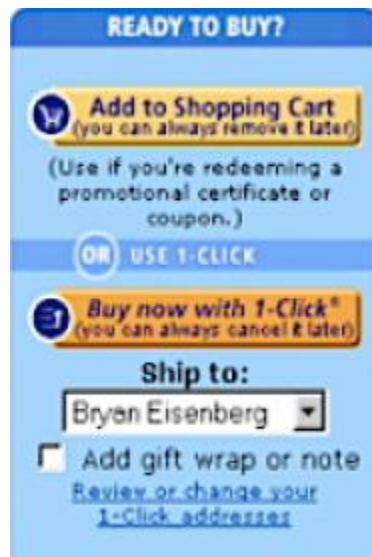 READY TO BUY?
Add to Shopping Cart
(you can always remove it later)
(Use if you're redeeming a
promotional certificate or
coupon.)
OR USE 1-CLICK
Buy now with 1-Click®
(you can always cancel it later)
Ship to:
Bryan Eisenberg
Add gift wrap or note
Review or change your
1-Click addresses